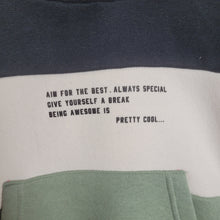 AIM FOR THE BEST. ALWAYS SPECIAL
GIVE YOURSELF A BREAK
BEING AWESOME IS
PRETTY COOL...